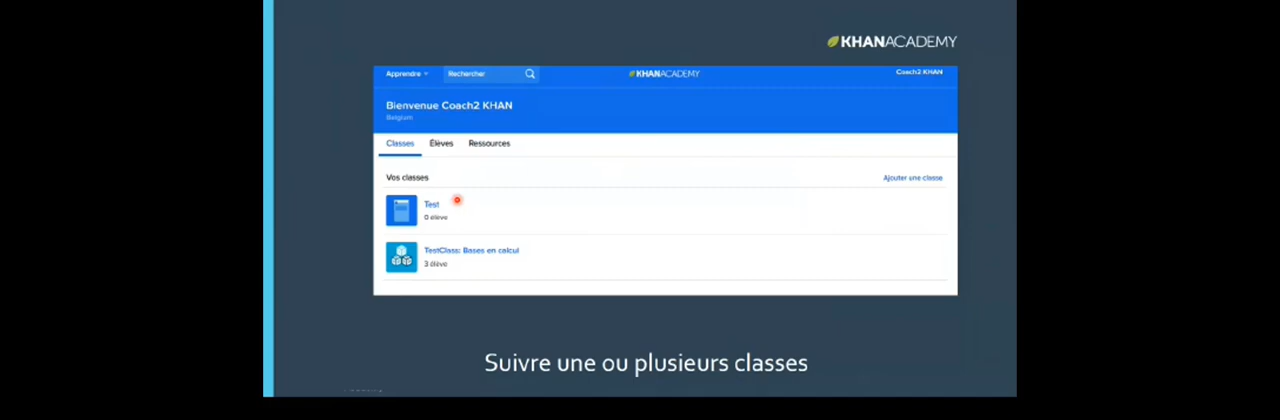 KHANACADEMY
Apprendre
Rechercher
KHANACADEMY
Coach2 KHAN
Bienvenue Coach2 KHAN
Belgium
Classes
Élèves
Ressources
Vos classes
Ajouter une classe
Test
0 élève
TestClass: Bases en calcul
3 élève
Suivre une ou plusieurs classes